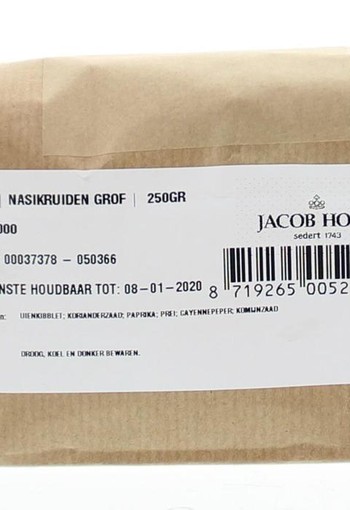 NASIKRUIDEN GROF | 250GR
000
JACOB HO
sedert 1743
00037378 - 050366
NSTE HOUDBAAR TOT: 08-01-2020
8 719265 0052
en: UIENKIBBLET; KORIANDERZAAD; PAPRIKA; PREI; CAYENNEPEPER; KOMIJNZAAD
DROOG, KOEL EN DONKER BEWAREN.